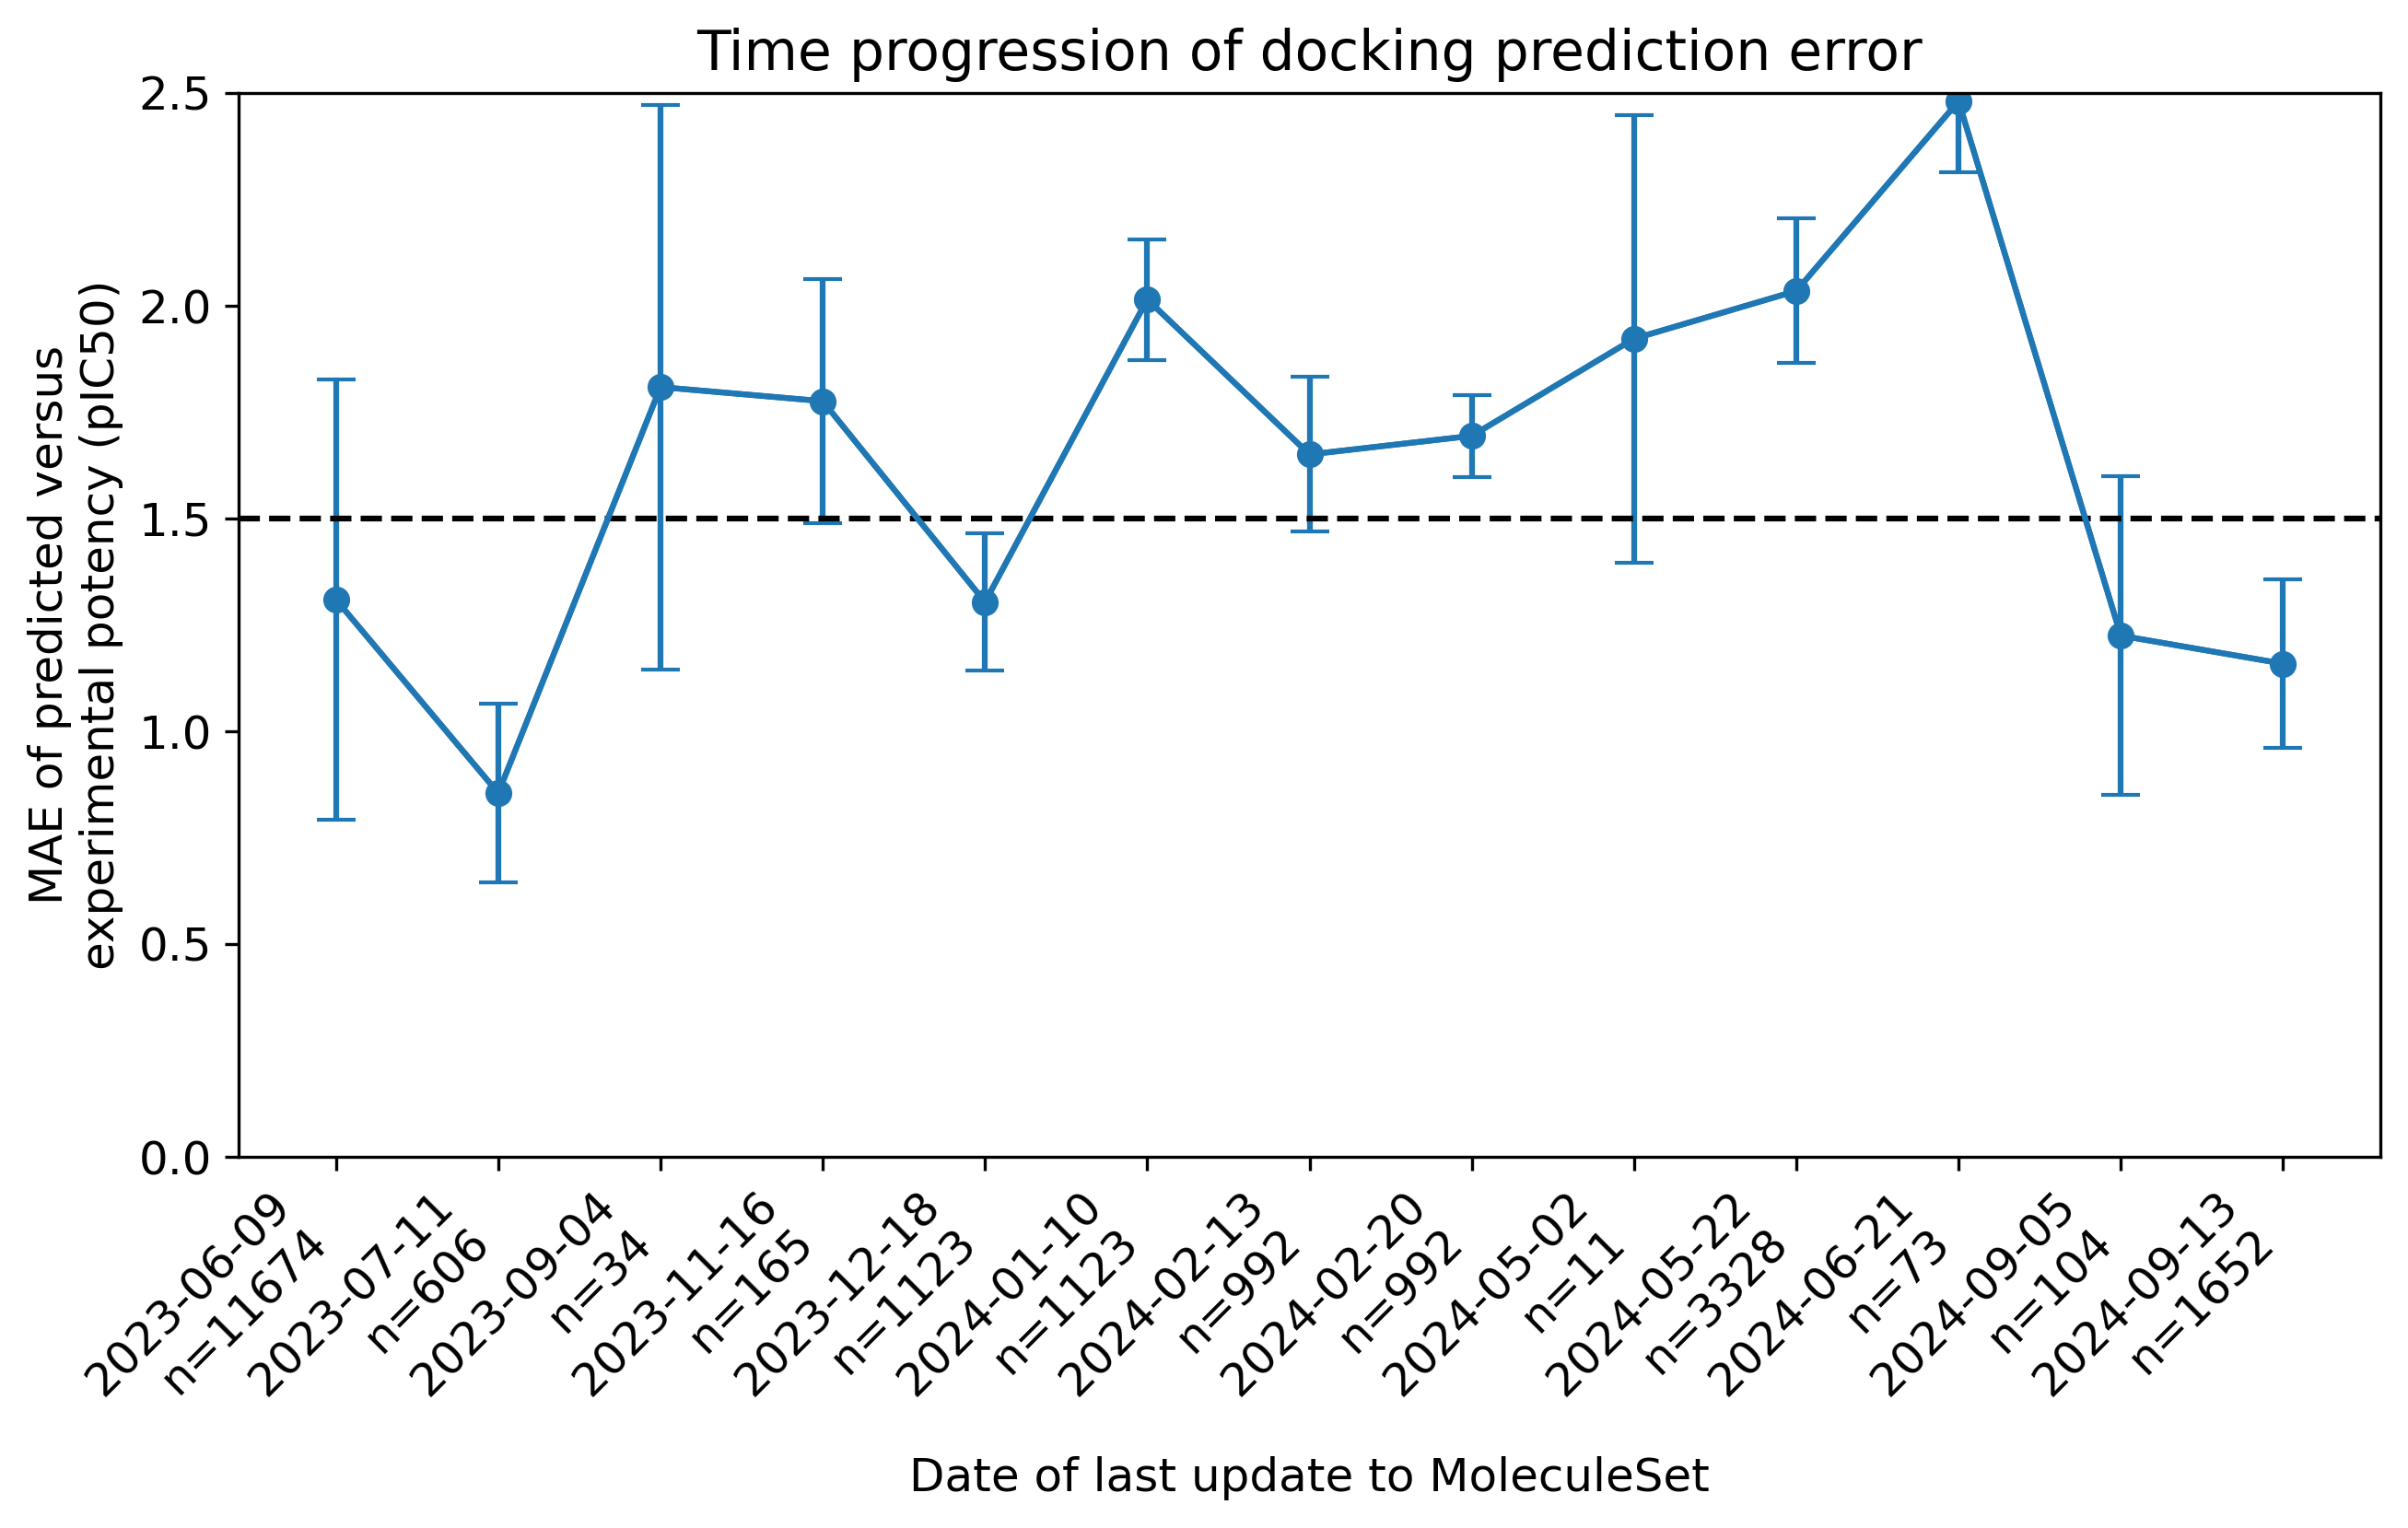 Time progression of docking prediction error
MAE of predicted versus
experimental potency (pIC50)
2.5
2.0
1.5
1.0
0.5
0.0
2023-06-09
n=11674
2023-07-11
n=606
2023-09-04
n=34
2023-11-16
n=165
2023-12-18
n=1123
2024-01-10
n=1123
2024-02-13
n=992
2024-02-20
n=992
2024-05-02
n=11
2024-05-22
n=3328
2024-06-21
n=73
2024-09-05
n=104
2024-09-13
n=1652
Date of last update to MoleculeSet